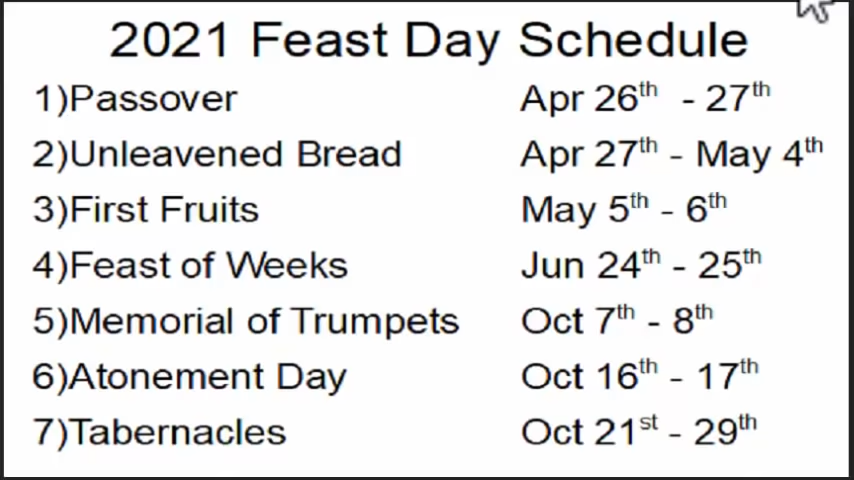 2021 Feast Day Schedule
1)Passover Apr 26th - 27th
2)Unleavened Bread Apr 27th - May 4th
3)First Fruits May 5th - 6th
4)Feast of Weeks Jun 24th - 25th
5)Memorial of Trumpets Oct 7th - 8th
6)Atonement Day Oct 16th - 17th
7)Tabernacles Oct 21st - 29th